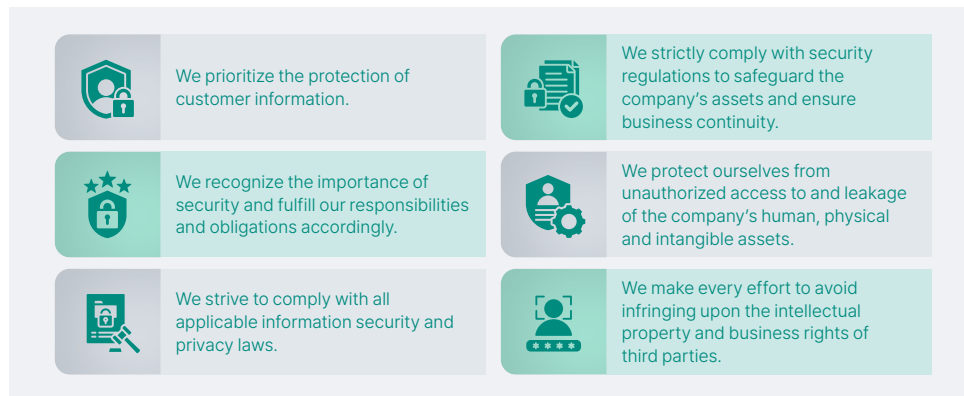 We prioritize the protection of
customer information.
We strictly comply with security
regulations to safeguard the
company's assets and ensure
business continuity.
We recognize the importance of
security and fulfill our responsibilities
and obligations accordingly.
We protect ourselves from
unauthorized access to and leakage
of the company's human, physical
and intangible assets.
We strive to comply with all
applicable information security and
privacy laws.
We make every effort to avoid
infringing upon the intellectual
property and business rights of
third parties.